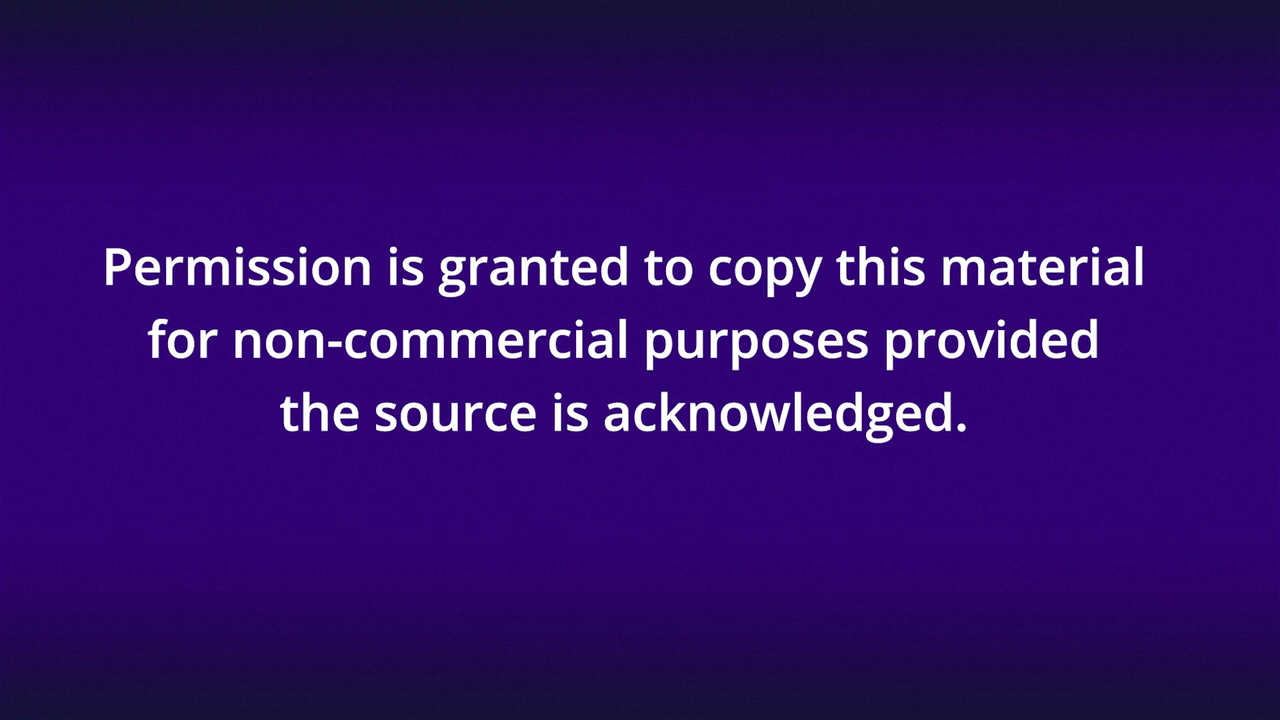 Permission is granted to copy this material
for non-commercial purposes provided
the source is acknowledged.